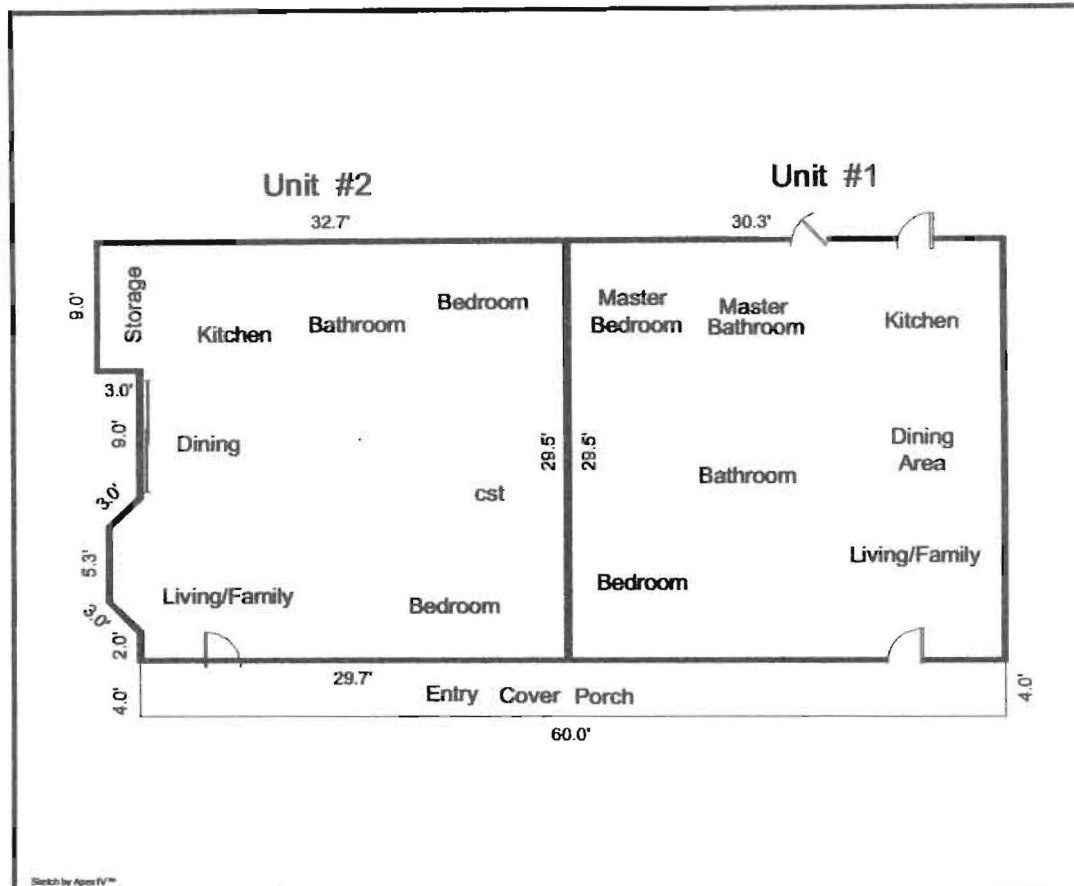 Unit #2
Unit #1
32.7'
30.3'
9.0'
Storage
Kitchen
Bathroom
Bedroom
Master
Bedroom
Master
Bathroom
Kitchen
3.0'
9.0'
Dining
29.5'
29.5'
Bathroom
Dining
Area
cst
3.0'
5.3'
Living/Family
Bedroom
Bedroom
Living/Family
3.0'
2.0'
29.7'
4.0'
Entry Cover Porch
4.0'
60.0'
Sketch by Apex IV™